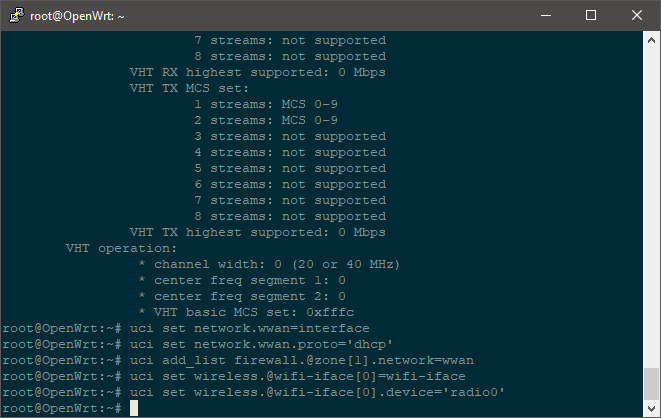 root@OpenWrt: ~
7 streams: not supported
8 streams: not supported
VHT RX highest supported: 0 Mbps
VHT TX MCS set:
1 streams: MCS 0-9
2 streams: MCS 0-9
3 streams: not supported
4 streams: not supported
5 streams: not supported
6 streams: not supported
7 streams: not supported
8 streams: not supported
VHT TX highest supported: 0 Mbps
VHT operation:
* channel width: 0 (20 or 40 MHz)
* center freq segment 1: 0
* center freq segment 2: 0
* VHT basic MCS set: 0xfffc
root@OpenWrt:~# uci set network.wwan=interface
root@OpenWrt:~# uci set network.wwan.proto='dhcp'
root@OpenWrt:~# uci add_list firewall.@zone[1].network=wwan
root@OpenWrt:~# uci set wireless.@wifi-iface[0]=wifi-iface
root@OpenWrt:~# uci set wireless.@wifi-iface[0].device='radio0'
root@OpenWrt:~#